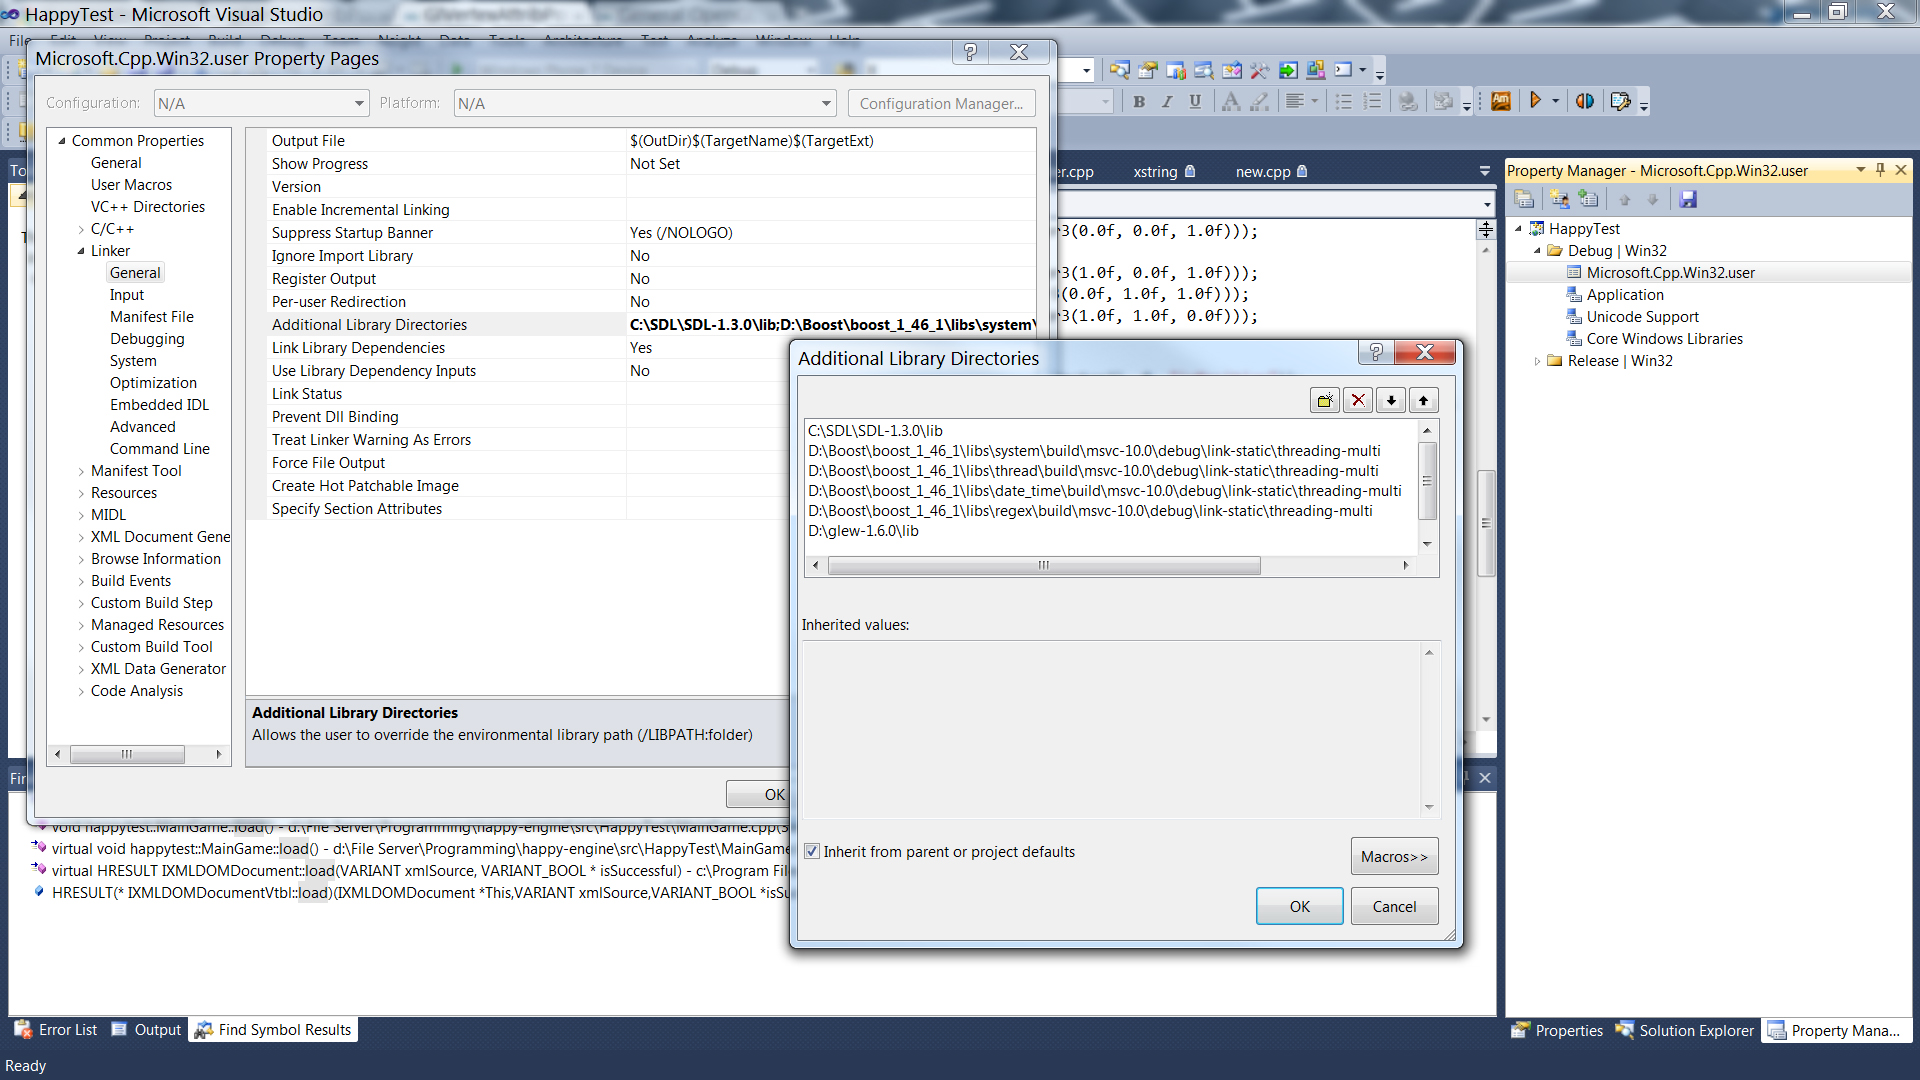 HappyTest - Microsoft Visual Studio
Microsoft.Cpp.Win32.user Property Pages
Configuration:
N/A
Platform:
N/A
Configuration Manager...
Common Properties
General
User Macros
VC++ Directories
C/C++
Linker
General
Input
Manifest File
Debugging
System
Optimization
Embedded IDL
Advanced
Command Line
Manifest Tool
Resources
MIDL
XML Document Gene
Browse Information
Build Events
Custom Build Step
Managed Resources
Custom Build Tool
XML Data Generator
Code Analysis
Output File $(OutDir)$(TargetName)$(TargetExt)
Show Progress Not Set
Version
Enable Incremental Linking
Suppress Startup Banner Yes (/NOLOGO)
Ignore Import Library No
Register Output No
Per-user Redirection No
Additional Library Directories C:\SDL\SDL-1.3.0\lib;D:\Boost\boost_1_46_1\libs\system\
Link Library Dependencies Yes
Use Library Dependency Inputs No
Link Status
Prevent Dll Binding
Treat Linker Warning As Errors
Force File Output
Create Hot Patchable Image
Specify Section Attributes
Additional Library Directories
Allows the user to override the environmental library path (/LIBPATH:folder)
OK
er.cpp
xstring
new.cpp
3(0.0f, 0.0f, 1.0f)));
3(1.0f, 0.0f, 1.0f)));
(0.0f, 1.0f, 1.0f)));
3(1.0f, 1.0f, 0.0f)));
Additional Library Directories
C:\SDL\SDL-1.3.0\lib
D:\Boost\boost_1_46_1\libs\system\build\msvc-10.0\debug\link-static\threading-multi
D:\Boost\boost_1_46_1\libs\thread\build\msvc-10.0\debug\link-static\threading-multi
D:\Boost\boost_1_46_1\libs\date_time\build\msvc-10.0\debug\link-static\threading-multi
D:\Boost\boost_1_46_1\libs\regex\build\msvc-10.0\debug\link-static\threading-multi
D:\glew-1.6.0\lib
Inherited values:
Inherit from parent or project defaults
Macros>>
OK
Cancel
Property Manager - Microsoft.Cpp.Win32.user
HappyTest
Debug | Win32
Microsoft.Cpp.Win32.user
Application
Unicode Support
Core Windows Libraries
Release | Win32
void happytest::MainGame::load() - d:\File Server\Programming\happy-engine\src\HappyTest\MainGame.cpp(
virtual void happytest::MainGame::load() - d:\File Server\Programming\happy-engine\src\HappyTest\MainGame
virtual HRESULT IXMLDOMDocument::load(VARIANT xmlSource, VARIANT_BOOL * isSuccessful) - c:\Program Fil
HRESULT(* IXMLDOMDocumentVtbl::load)(IXMLDOMDocument *This,VARIANT xmlSource,VARIANT_BOOL *isSu
Error List
Output
Find Symbol Results
Properties
Solution Explorer
Property Mana...
Ready